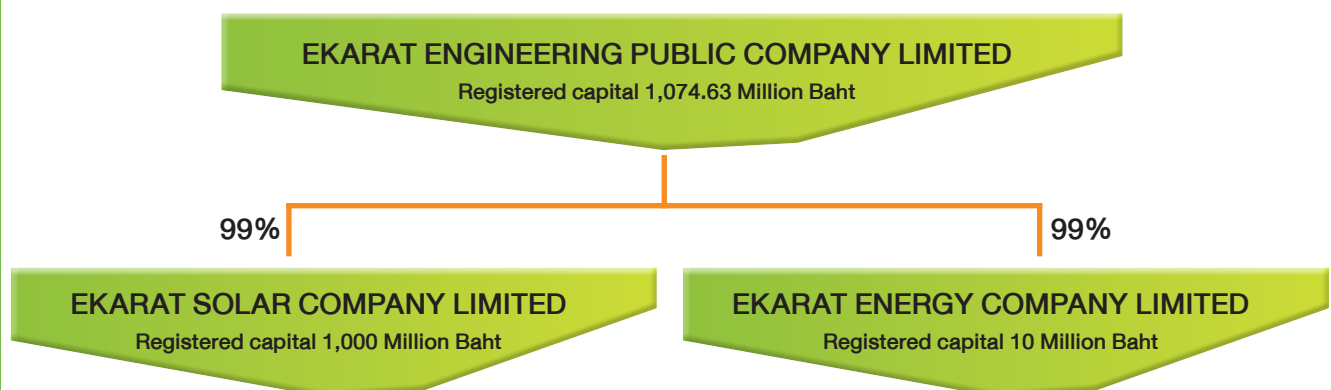 EKARAT ENGINEERING PUBLIC COMPANY LIMITED
Registered capital 1,074.63 Million Baht
99%
99%
EKARAT SOLAR COMPANY LIMITED
Registered capital 1,000 Million Baht
EKARAT ENERGY COMPANY LIMITED
Registered capital 10 Million Baht